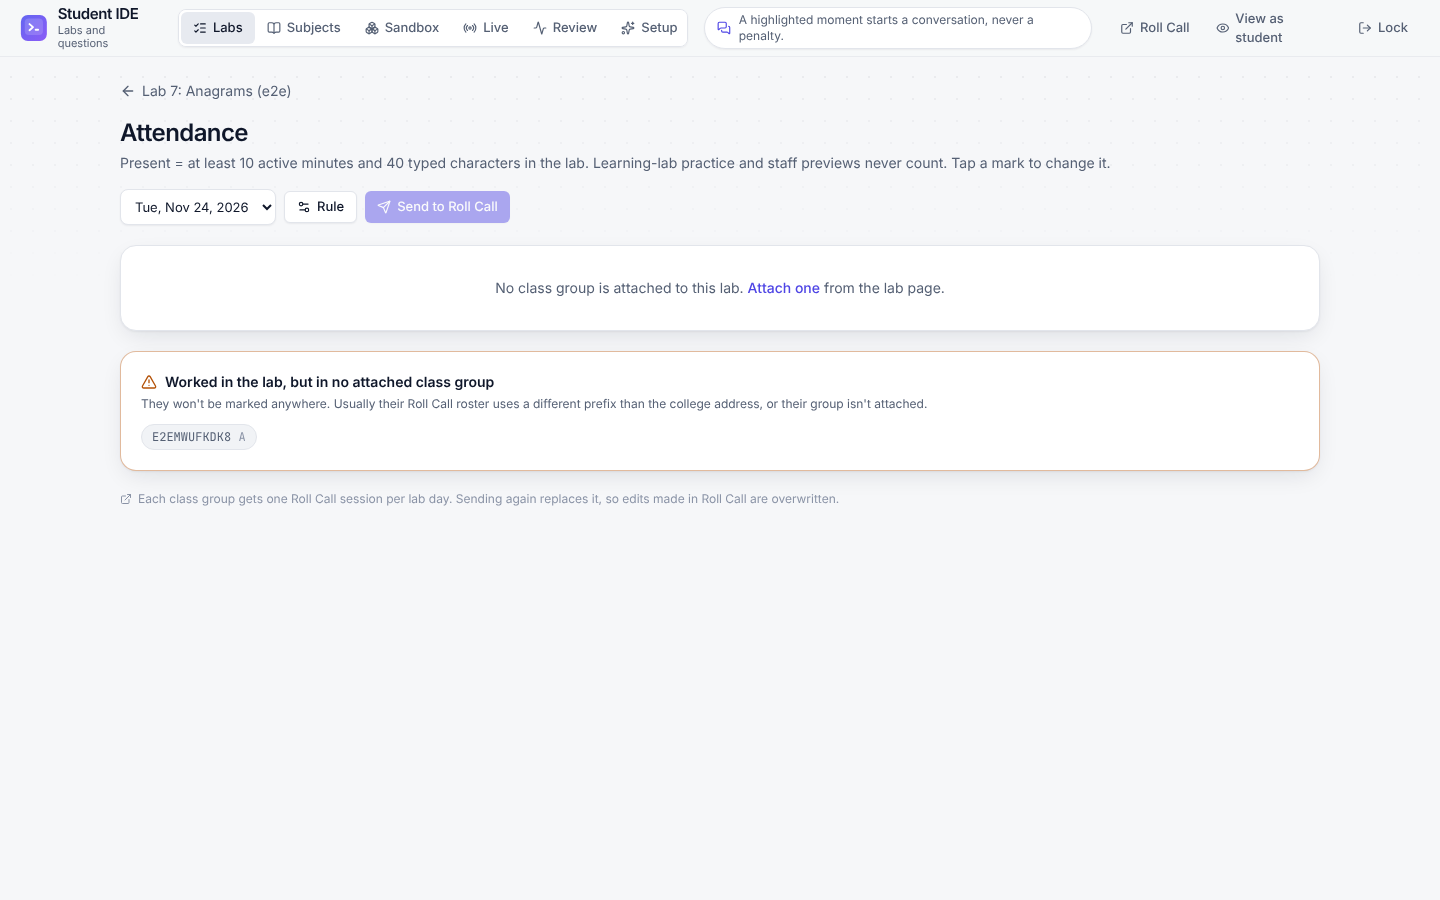 Student IDE
Labs and
questions
Labs
Subjects
Sandbox
Live
Review
Setup
A highlighted moment starts a conversation, never a
penalty.
Roll Call
View as
student
Lock
Lab 7: Anagrams (e2e)
Attendance
Present = at least 10 active minutes and 40 typed characters in the lab. Learning-lab practice and staff previews never count. Tap a mark to change it.
Tue, Nov 24, 2026
Rule
Send to Roll Call
No class group is attached to this lab. Attach one from the lab page.
Worked in the lab, but in no attached class group
They won't be marked anywhere. Usually their Roll Call roster uses a different prefix than the college address, or their group isn't attached.
E2EMWUFKDK8 A
Each class group gets one Roll Call session per lab day. Sending again replaces it, so edits made in Roll Call are overwritten.